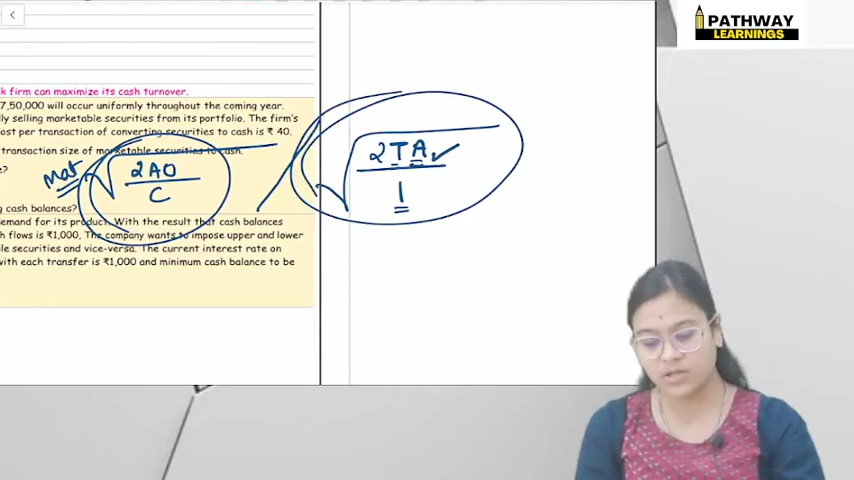 PATHWAY
LEARNINGS
k firm can maximize its cash turnover.
7,50,000 will occur uniformly throughout the coming year.
lly selling marketable securities from its portfolio. The firm's
ost per transaction of converting securities to cash is ₹ 40.
transaction size of marketable securities to cash.
e?
mat √2AO
C
√2TA ✓
I
ng cash balances?
demand for its product. With the result that cash balances
h flows is ₹1,000, The company wants to impose upper and lower
le securities and vice-versa. The current interest rate on
with each transfer is ₹1,000 and minimum cash balance to be